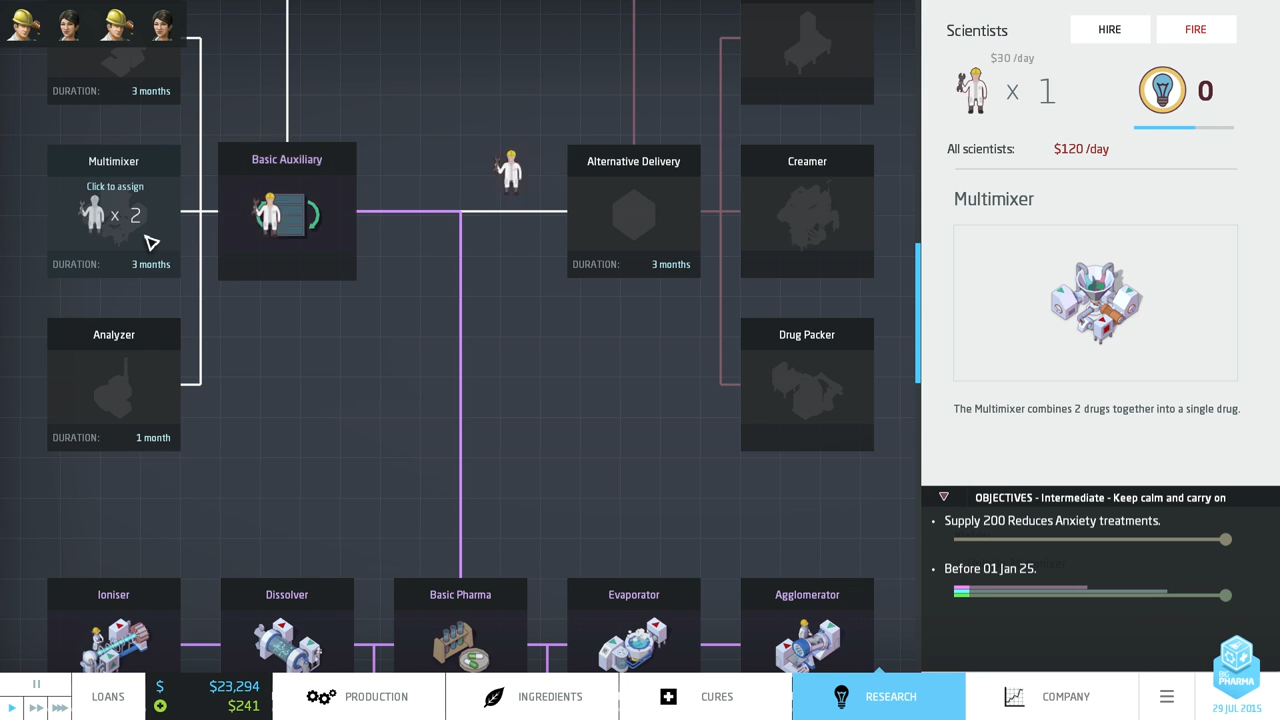 Scientists
HIRE
FIRE
$30 /day
x 1
0
All scientists:
$120 /day
DURATION:
3 months
Multimixer
Click to assign
x 2
DURATION:
3 months
Basic Auxiliary
Alternative Delivery
DURATION:
3 months
Creamer
Multimixer
The Multimixer combines 2 drugs together into a single drug.
Analyzer
DURATION:
1 month
Drug Packer
OBJECTIVES - Intermediate - Keep calm and carry on
• Supply 200 Reduces Anxiety treatments.
• Before 01 Jan 25.
Ioniser
Dissolver
Basic Pharma
Evaporator
Agglomerator
LOANS
$
$23,294
$241
PRODUCTION
INGREDIENTS
CURES
RESEARCH
COMPANY
BIG
PHARMA
29 JUL 2015